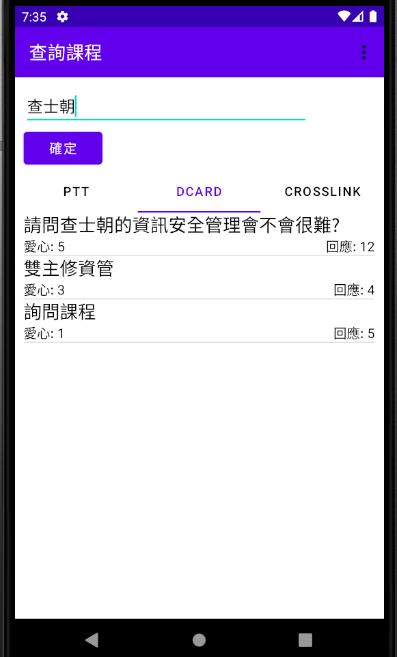 7:35
查詢課程
查士朝
確定
PTT DCARD CROSSLINK
請問查士朝的資訊安全管理會不會很難?
愛心: 5 回應: 12
雙主修資管
愛心: 3 回應: 4
詢問課程
愛心: 1 回應: 5